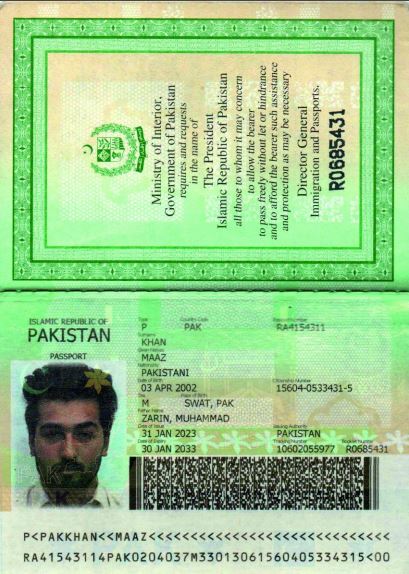 Ministry of Interior,
Government of Pakistan
requires and requests
in the name of
The President
Islamic Republic of Pakistan
all those to whom it may concern
to allow the bearer
to pass freely without let or hindrance
and to afford the bearer such assistance
and protection as may be necessary
Director General
Immigration and Passports.
R0685431
ISLAMIC REPUBLIC OF
PAKISTAN
PASSPORT
Type Country Code Passport Number
P PAK RA4154311
Surname
KHAN
Given Names
MAAZ
Nationality
PAKISTANI
Date of Birth Citizenship Number
03 APR 2002 15604-0533431-5
Sex Place of Birth
M SWAT, PAK
Father Name
ZARIN, MUHAMMAD
Date of Issue Issuing Authority
31 JAN 2023 PAKISTAN
Date of Expiry Tracking Number Booklet Number
30 JAN 2033 10602055977 R0685431
P<PAKKHAN<<MAAZ<<<<<<<<<<<<<<<<<<<<<<<<<<<<<
RA41543114PAK0204037M33013061560405334315<00